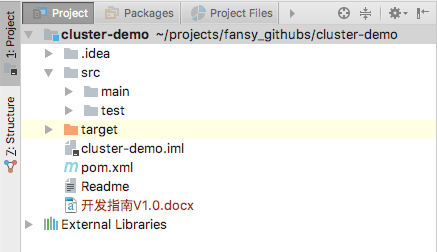 Project Packages Project Files
1: Project
Z: Structure
cluster-demo ~/projects/fansy_githubs/cluster-demo
.idea
src
main
test
target
cluster-demo.iml
pom.xml
Readme
开发指南V1.0.docx
External Libraries